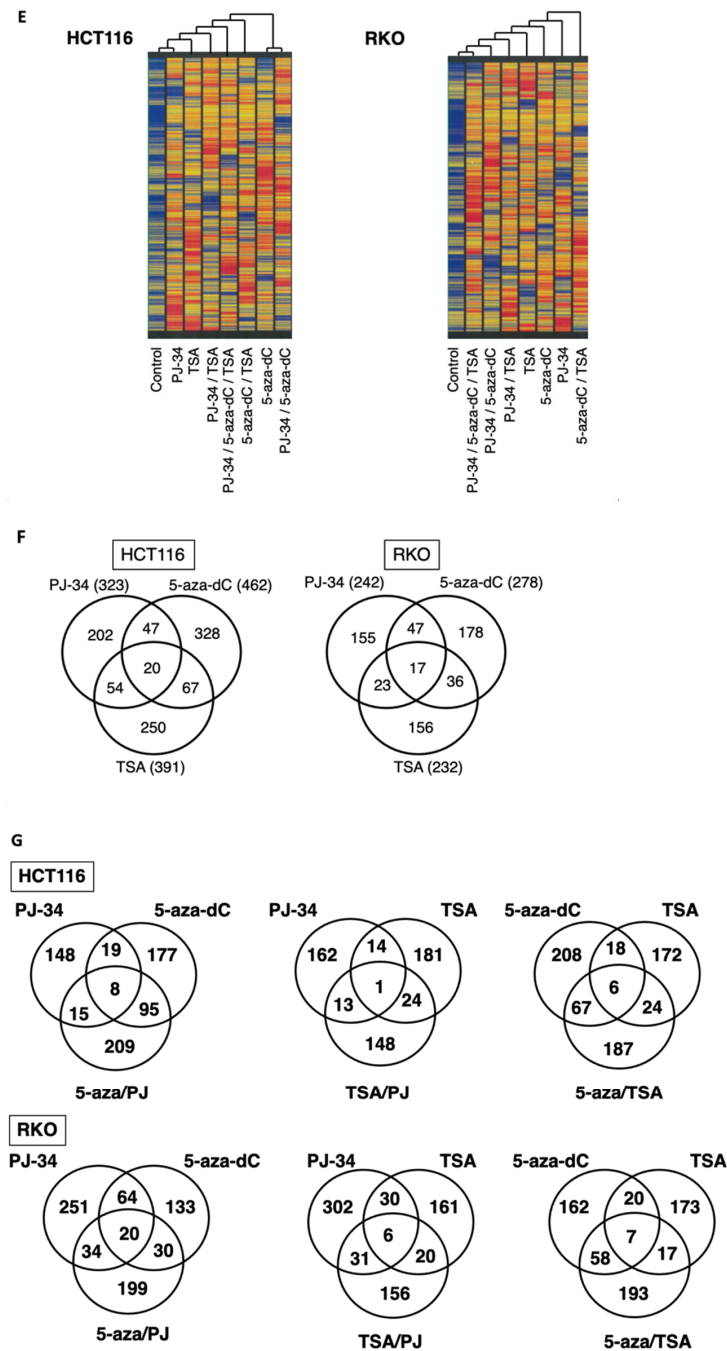 E
HCT116
RKO
Control
PJ-34
TSA
PJ-34 / TSA
PJ-34 / 5-aza-dC / TSA
5-aza-dC / TSA
5-aza-dC
PJ-34 / 5-aza-dC
Control
PJ-34 / 5-aza-dC / TSA
PJ-34 / 5-aza-dC
PJ-34 / TSA
TSA
5-aza-dC
PJ-34
5-aza-dC / TSA
F
HCT116
RKO
PJ-34 (323)
5-aza-dC (462)
PJ-34 (242)
5-aza-dC (278)
202
47
328
155
47
178
20
17
54
67
23
36
250
156
TSA (391)
TSA (232)
G
HCT116
PJ-34
5-aza-dC
PJ-34
TSA
5-aza-dC
TSA
148
19
177
162
14
181
208
18
172
8
1
6
15
95
13
24
67
24
209
148
187
5-aza/PJ
TSA/PJ
5-aza/TSA
RKO
PJ-34
5-aza-dC
PJ-34
TSA
5-aza-dC
TSA
251
64
133
302
30
161
162
20
173
20
6
7
34
30
31
20
58
17
199
156
193
5-aza/PJ
TSA/PJ
5-aza/TSA